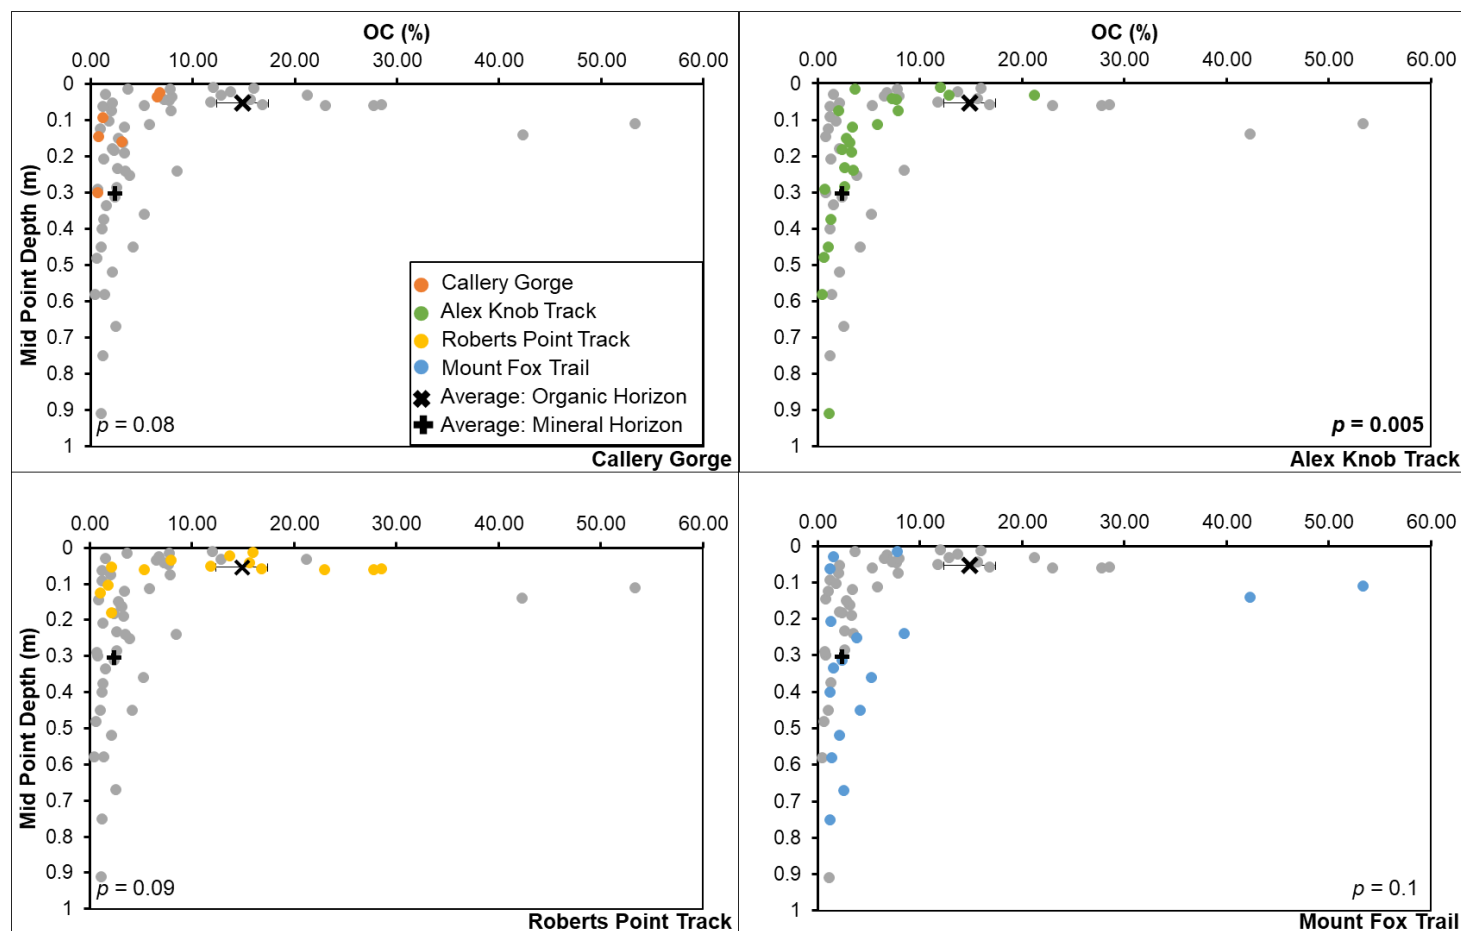 OC (%)
0.00 10.00 20.00 30.00 40.00 50.00 60.00
Mid Point Depth (m)
0
0.1
0.2
0.3
0.4
0.5
0.6
0.7
0.8
0.9
1
Callery Gorge
Alex Knob Track
Roberts Point Track
Mount Fox Trail
Average: Organic Horizon
Average: Mineral Horizon
p = 0.08
Callery Gorge
OC (%)
0.00 10.00 20.00 30.00 40.00 50.00 60.00
0
0.1
0.2
0.3
0.4
0.5
0.6
0.7
0.8
0.9
1
p = 0.005
Alex Knob Track
0.00 10.00 20.00 30.00 40.00 50.00 60.00
Mid Point Depth (m)
0
0.1
0.2
0.3
0.4
0.5
0.6
0.7
0.8
0.9
1
p = 0.09
Roberts Point Track
0.00 10.00 20.00 30.00 40.00 50.00 60.00
0
0.1
0.2
0.3
0.4
0.5
0.6
0.7
0.8
0.9
1
p = 0.1
Mount Fox Trail